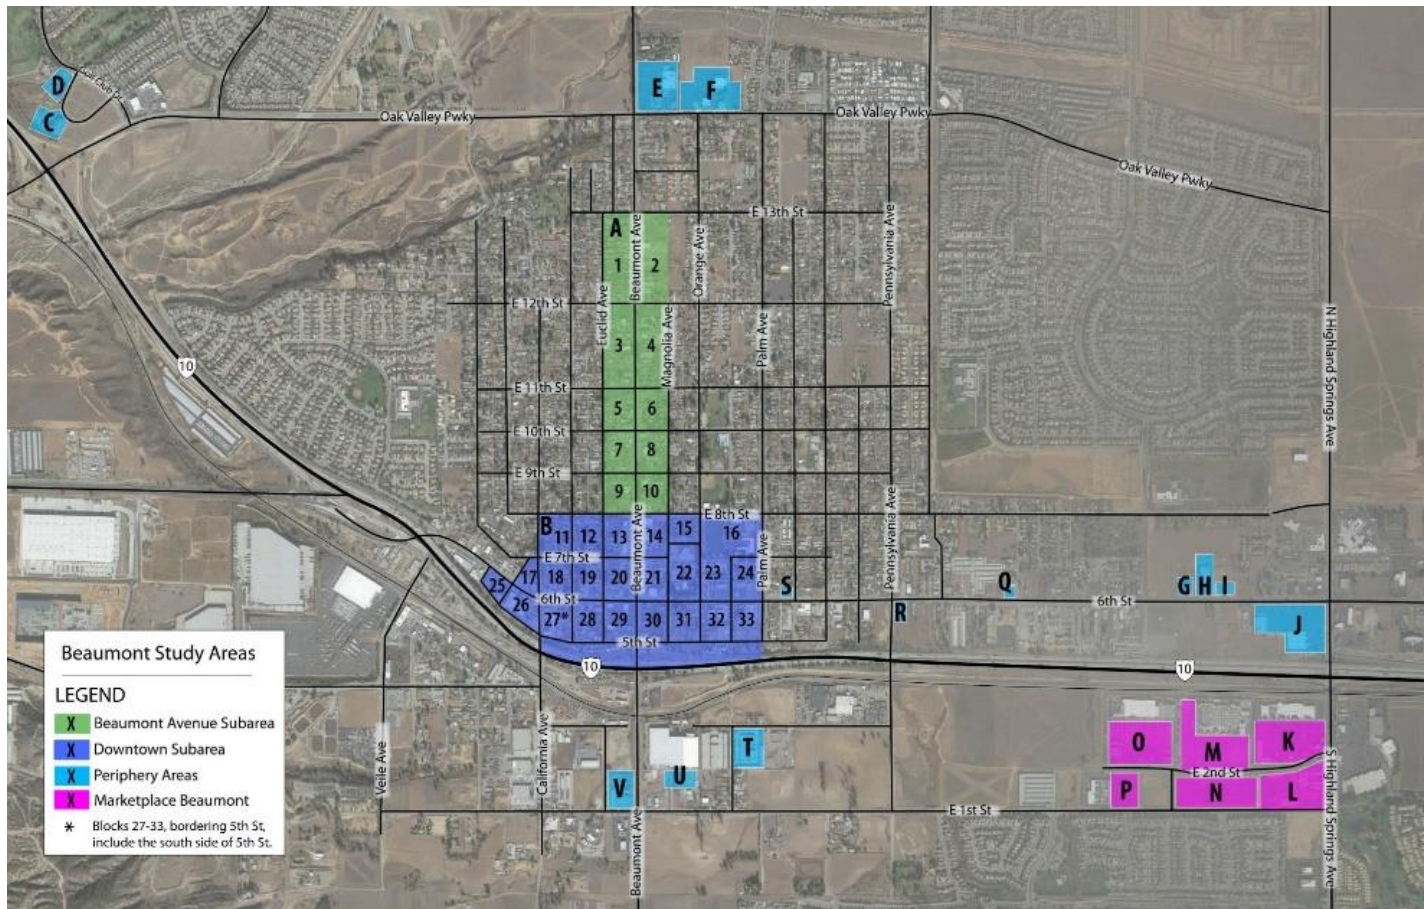 D
Golf Club Dr
C
E
F
Oak Valley Pkwy
Oak Valley Pkwy
Oak Valley Pkwy
A
E 13th St
1
2
Beaumont Ave
Orange Ave
Pennsylvania Ave
E 12th St
Euclid Ave
3
4
Magnolia Ave
Palm Ave
N Highland Springs Ave
10
E 11th St
5
6
E 10th St
7
8
E 9th St
9
10
B
11
12
13
14
15
16
E 8th St
Beaumont Ave
Palm Ave
Pennsylvania Ave
E 7th St
25
17
18
19
20
21
22
23
24
S
Q
G
H
I
26
6th St
6th St
R
27*
28
29
30
31
32
33
J
5th St
10
10
Beaumont Study Areas
LEGEND
X Beaumont Avenue Subarea
X Downtown Subarea
X Periphery Areas
X Marketplace Beaumont
* Blocks 27-33, bordering 5th St,
include the south side of 5th St.
Veile Ave
California Ave
V
U
T
Beaumont Ave
O
M
K
E 2nd St
P
N
L
E 1st St
S Highland Springs Ave